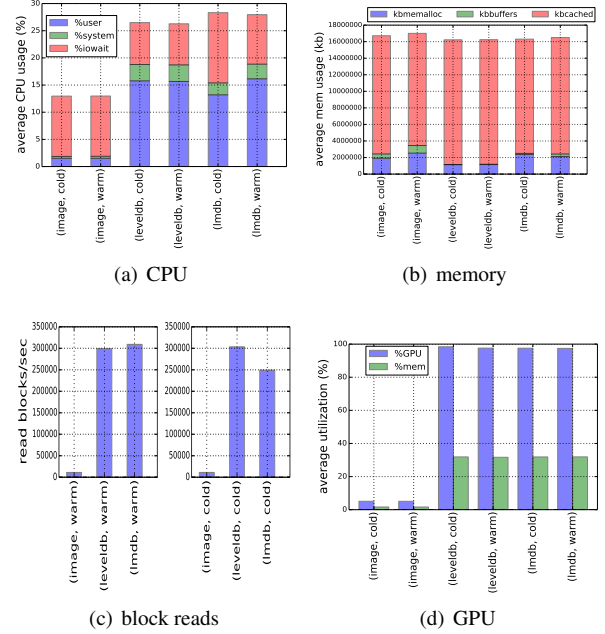 average CPU usage (%)
30
25
20
15
10
5
0
%user
%system
%iowait
(image, cold)
(image, warm)
(leveldb, cold)
(leveldb, warm)
(lmdb, cold)
(lmdb, warm)
(a) CPU
average mem usage (kb)
18000000
16000000
14000000
12000000
10000000
8000000
6000000
4000000
2000000
0
kbmemalloc
kbbuffers
kbcached
(image, cold)
(image, warm)
(leveldb, cold)
(leveldb, warm)
(lmdb, cold)
(lmdb, warm)
(b) memory
read blocks/sec
350000
300000
250000
200000
150000
100000
50000
0
(image, warm)
(leveldb, warm)
(lmdb, warm)
350000
300000
250000
200000
150000
100000
50000
0
(image, cold)
(leveldb, cold)
(lmdb, cold)
(c) block reads
average utilization (%)
100
80
60
40
20
0
%GPU
%mem
(image, cold)
(image, warm)
(leveldb, cold)
(leveldb, warm)
(lmdb, cold)
(lmdb, warm)
(d) GPU